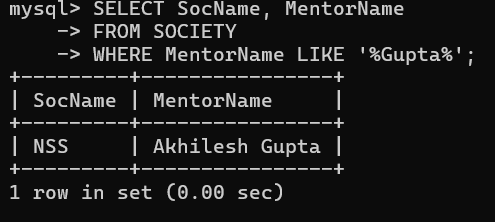 mysql> SELECT SocName, MentorName
    -> FROM SOCIETY
    -> WHERE MentorName LIKE '%Gupta%';
+---------+----------------+
| SocName | MentorName     |
+---------+----------------+
| NSS     | Akhilesh Gupta |
+---------+----------------+
1 row in set (0.00 sec)